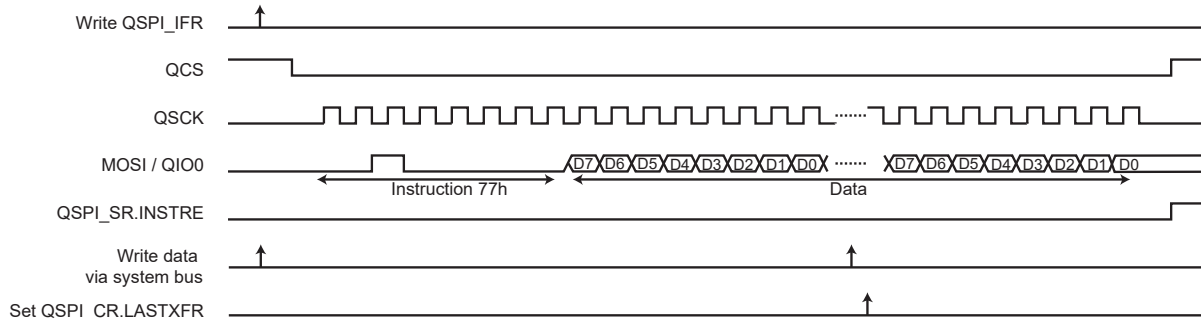 Write QSPI_IFR
QCS
QSCK
MOSI / QIO0
D7 D6 D5 D4 D3 D2 D1 D0 D7 D6 D5 D4 D3 D2 D1 D0
Instruction 77h
Data
QSPI_SR.INSTRE
Write data
via system bus
Set QSPI_CR.LASTXFR